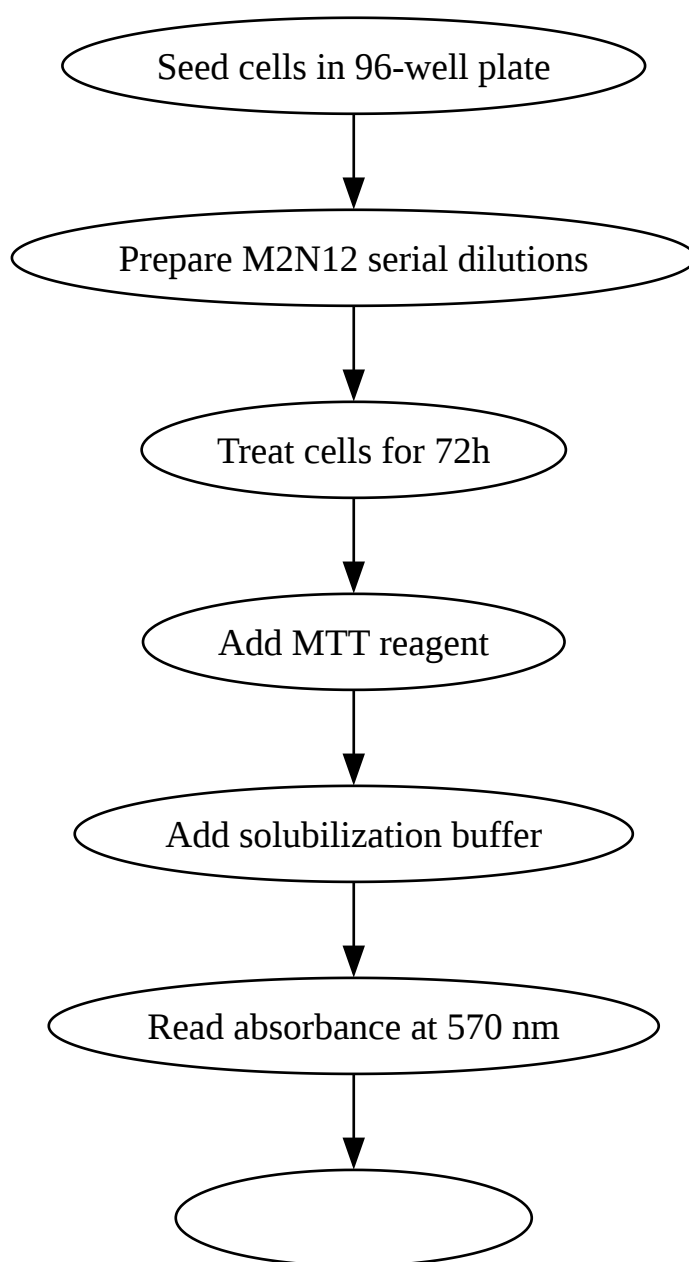 Seed cells in 96-well plate
Prepare M2N12 serial dilutions
Treat cells for 72h
Add MTT reagent
Add solubilization buffer
Read absorbance at 570 nm